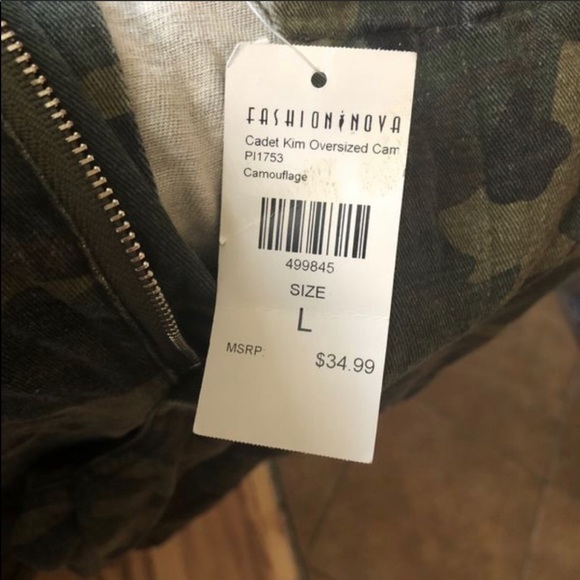 FASHION NOVA
Cadet Kim Oversized Cam
PI1753
Camouflage
499845
SIZE
L
MSRP: $34.99